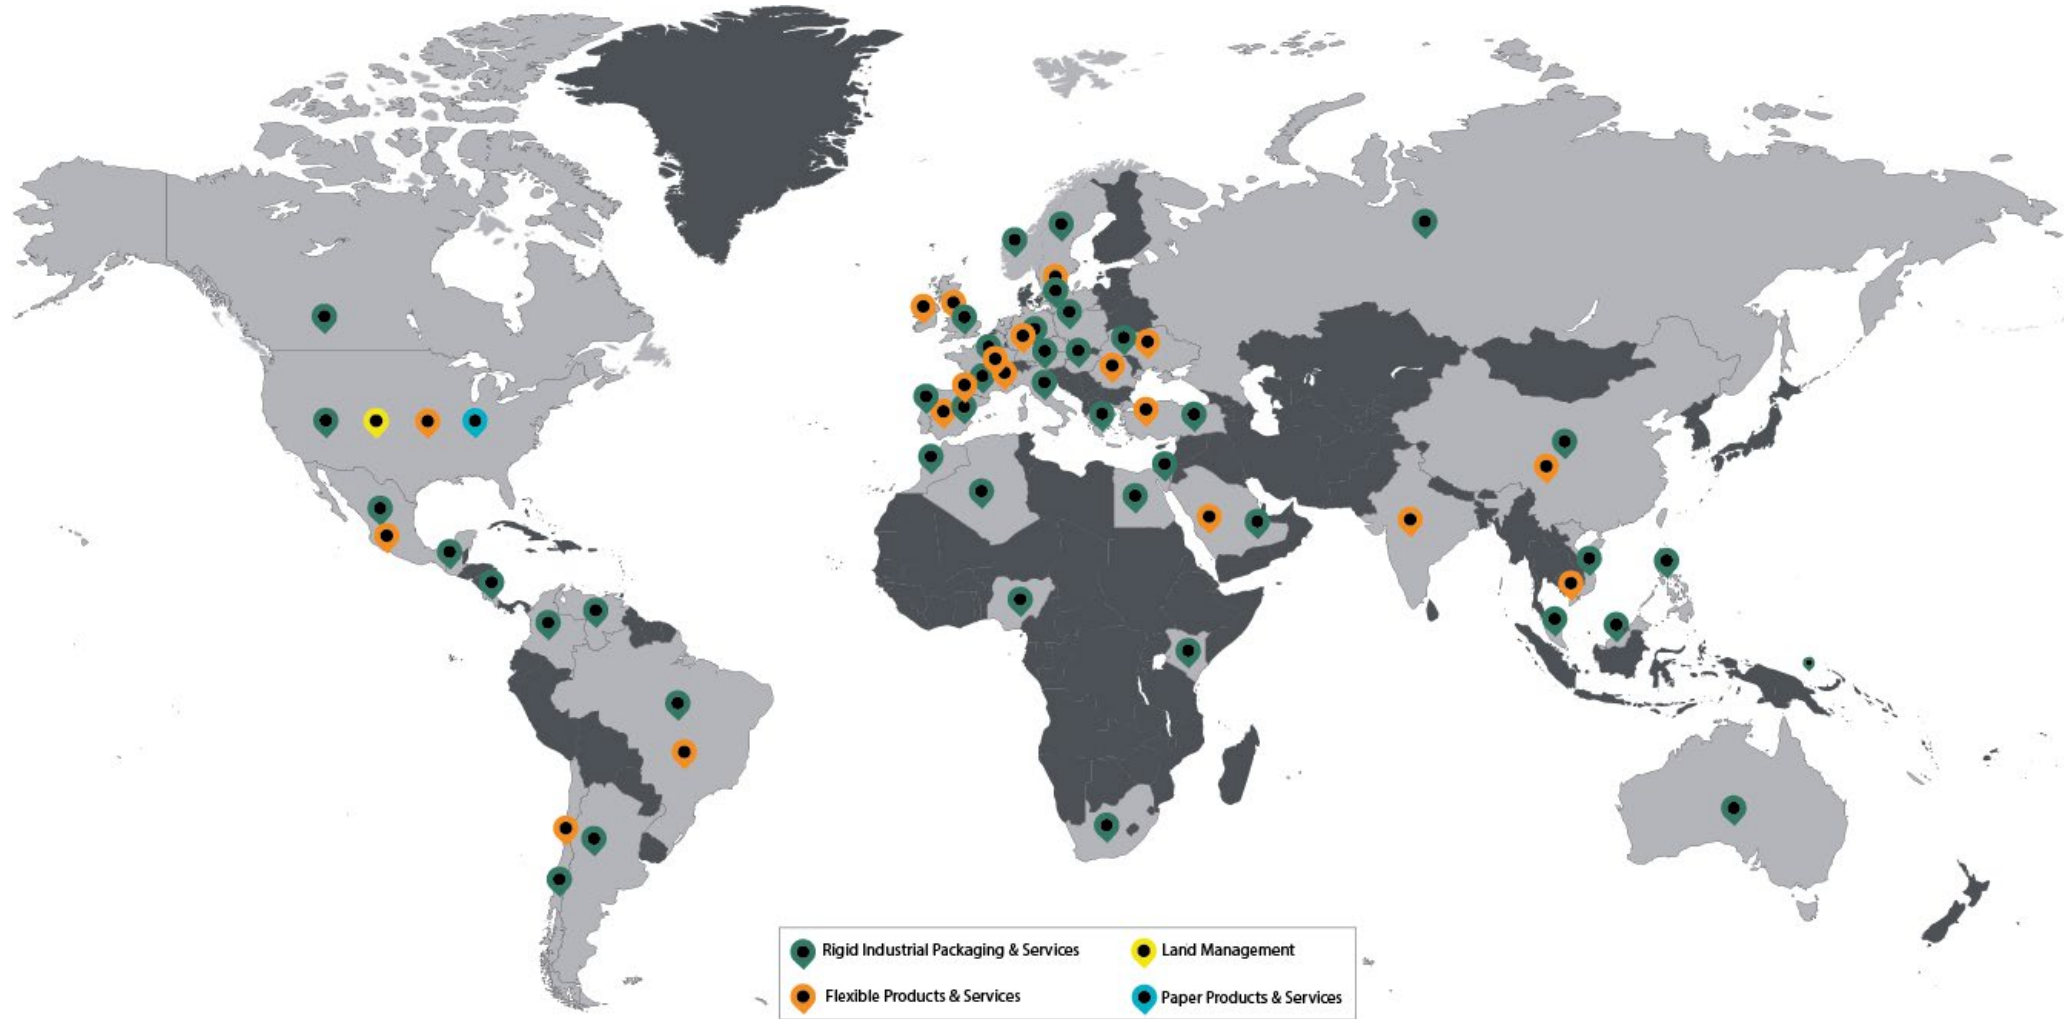 Rigid Industrial Packaging & Services
Land Management
Flexible Products & Services
Paper Products & Services